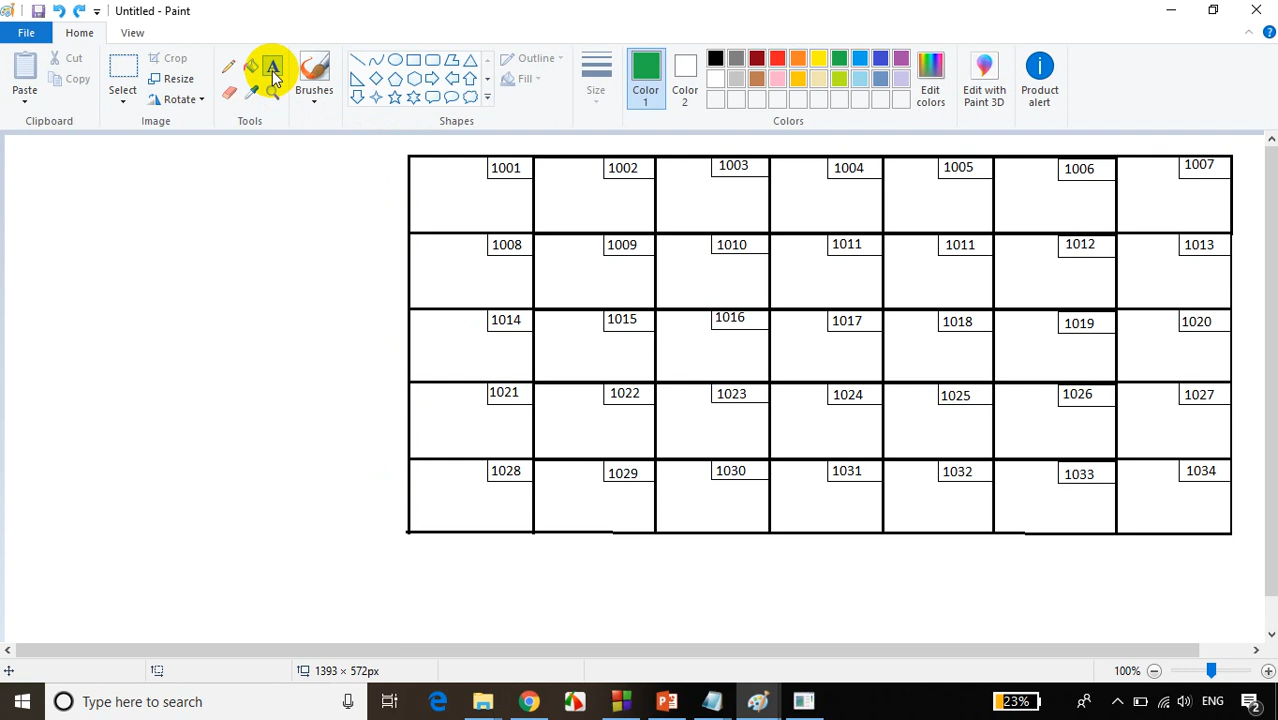 Untitled - Paint
File Home View
Paste
Cut
Copy
Clipboard
Select
Crop
Resize
Rotate
Image
A
Tools
Brushes
Shapes
Outline
Fill
Size
Color 1
Color 2
Colors
Edit colors
Edit with Paint 3D
Product alert
1001 1002 1003 1004 1005 1006 1007
1008 1009 1010 1011 1011 1012 1013
1014 1015 1016 1017 1018 1019 1020
1021 1022 1023 1024 1025 1026 1027
1028 1029 1030 1031 1032 1033 1034
1393 × 572px
100%
Type here to search
23%
ENG
2